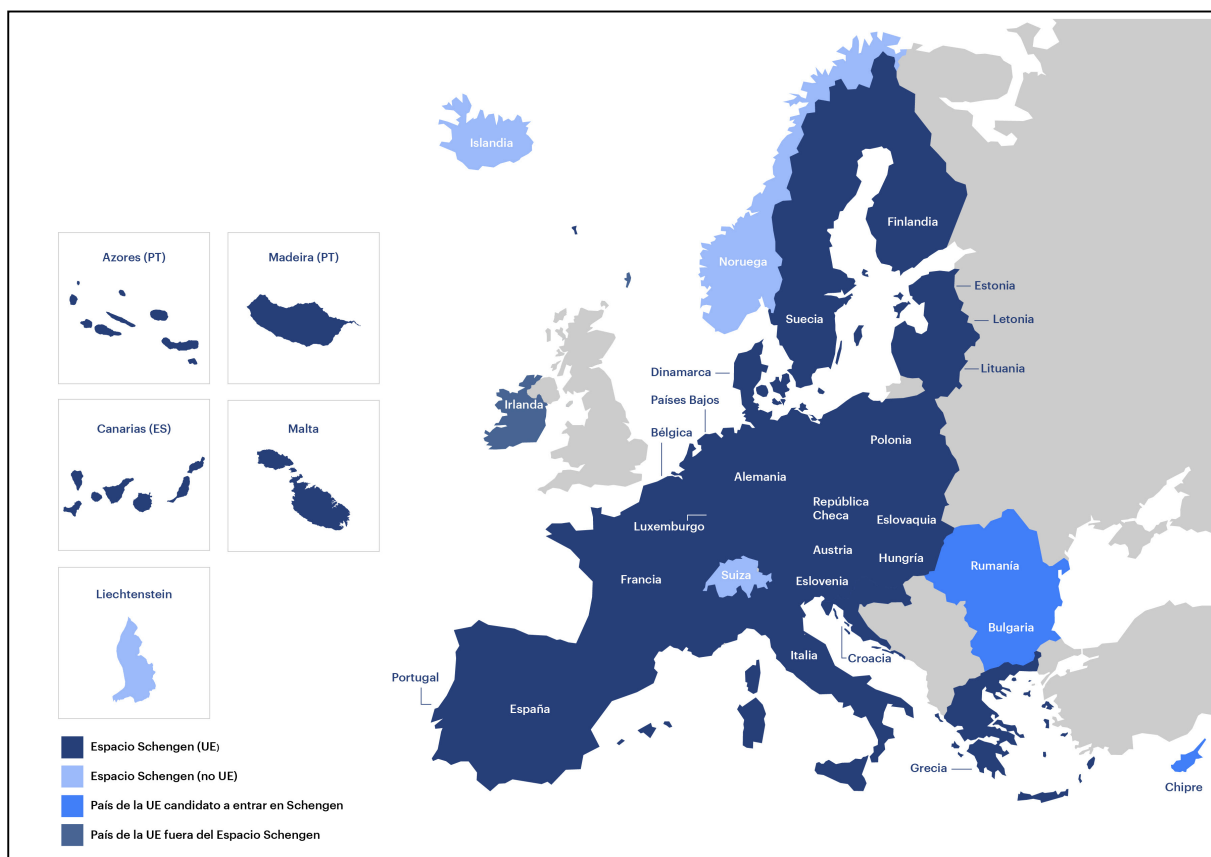 Islandia
Finlandia
Noruega
Azores (PT)
Madeira (PT)
Estonia
Suecia
Letonia
Lituania
Dinamarca
Países Bajos
Irlanda
Bélgica
Canarias (ES)
Malta
Polonia
Alemania
República
Checa
Eslovaquia
Luxemburgo
Austria
Hungría
Rumanía
Suiza
Francia
Eslovenia
Liechtenstein
Bulgaria
Italia
Croacia
Portugal
España
Grecia
Chipre
Espacio Schengen (UE)
Espacio Schengen (no UE)
País de la UE candidato a entrar en Schengen
País de la UE fuera del Espacio Schengen